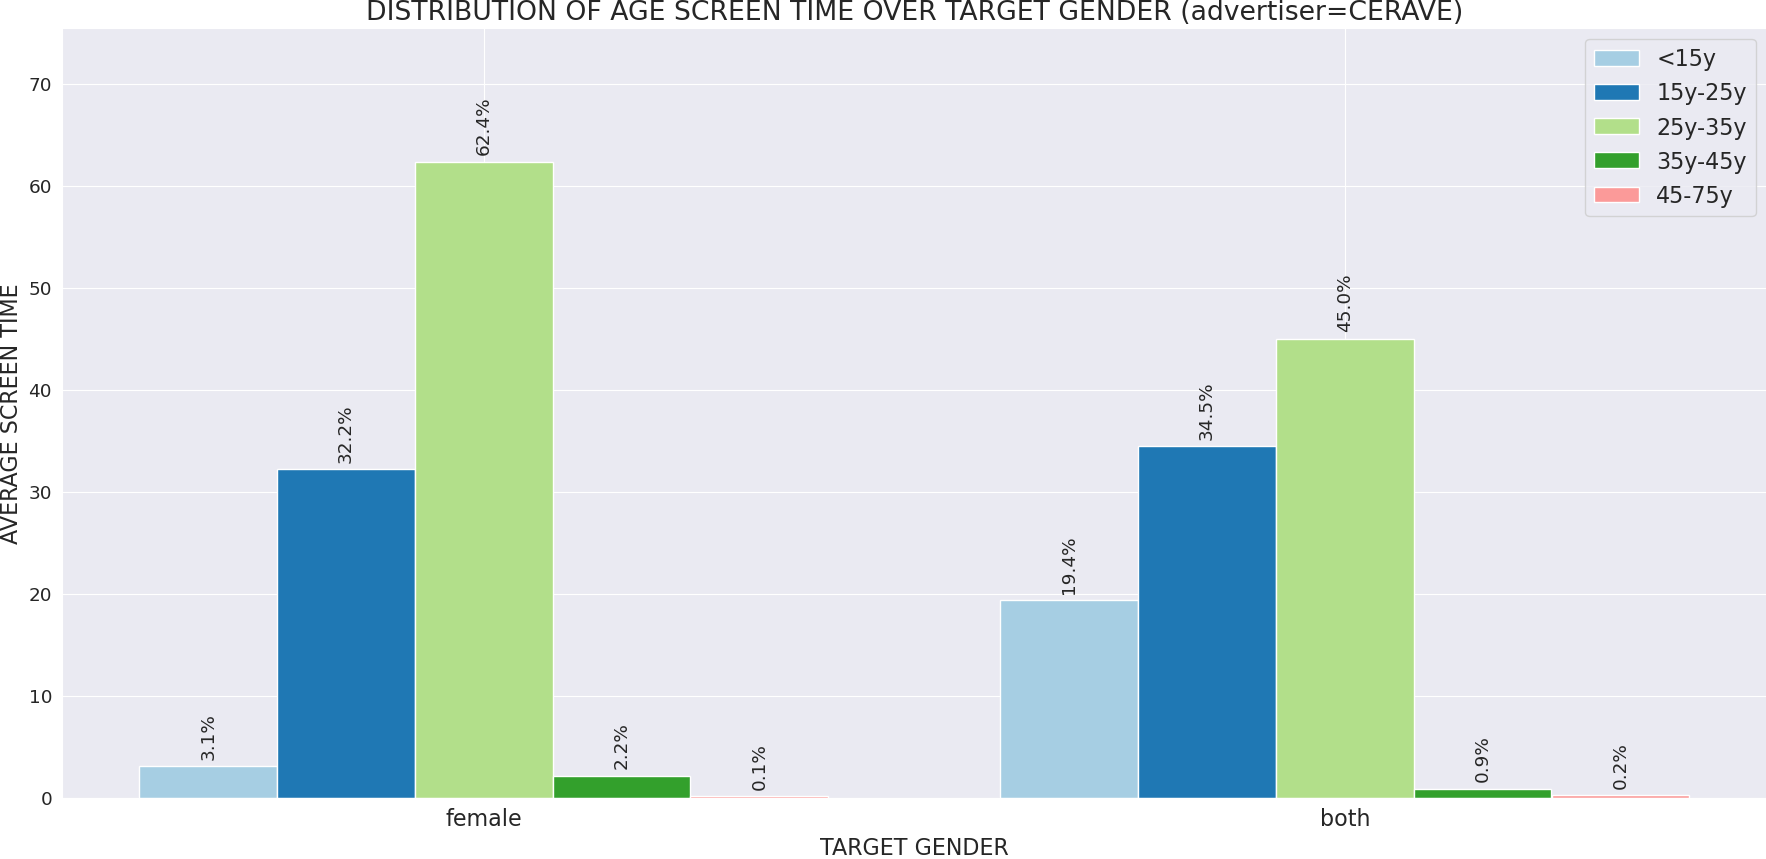 DISTRIBUTION OF AGE SCREEN TIME OVER TARGET GENDER (advertiser=CERAVE)
<15y
15y-25y
25y-35y
35y-45y
45-75y
AVERAGE SCREEN TIME
70
60
50
40
30
20
10
0
3.1%
32.2%
62.4%
2.2%
0.1%
19.4%
34.5%
45.0%
0.9%
0.2%
female
both
TARGET GENDER